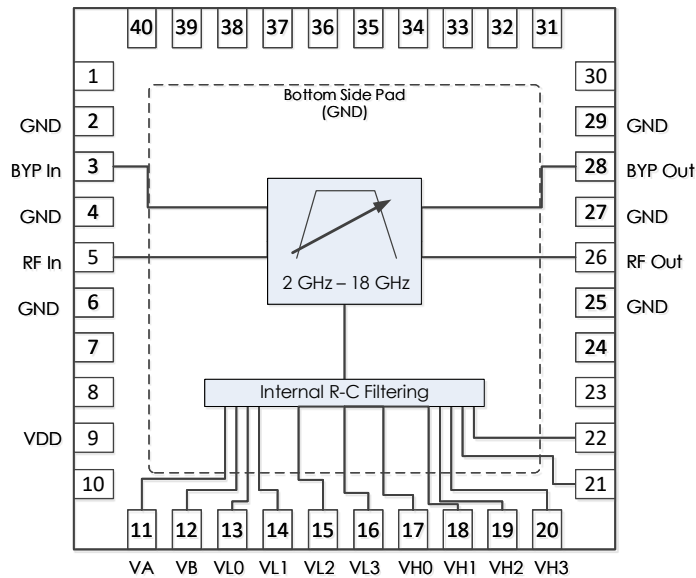 40 39 38 37 36 35 34 33 32 31
1 30
Bottom Side Pad
(GND)
GND 2 29 GND
BYP In 3 28 BYP Out
GND 4 27 GND
RF In 5 26 RF Out
2 GHz – 18 GHz
GND 6 25 GND
7 24
8 Internal R-C Filtering 23
VDD 9 22
10 21
11 12 13 14 15 16 17 18 19 20
VA VB VL0 VL1 VL2 VL3 VH0 VH1 VH2 VH3